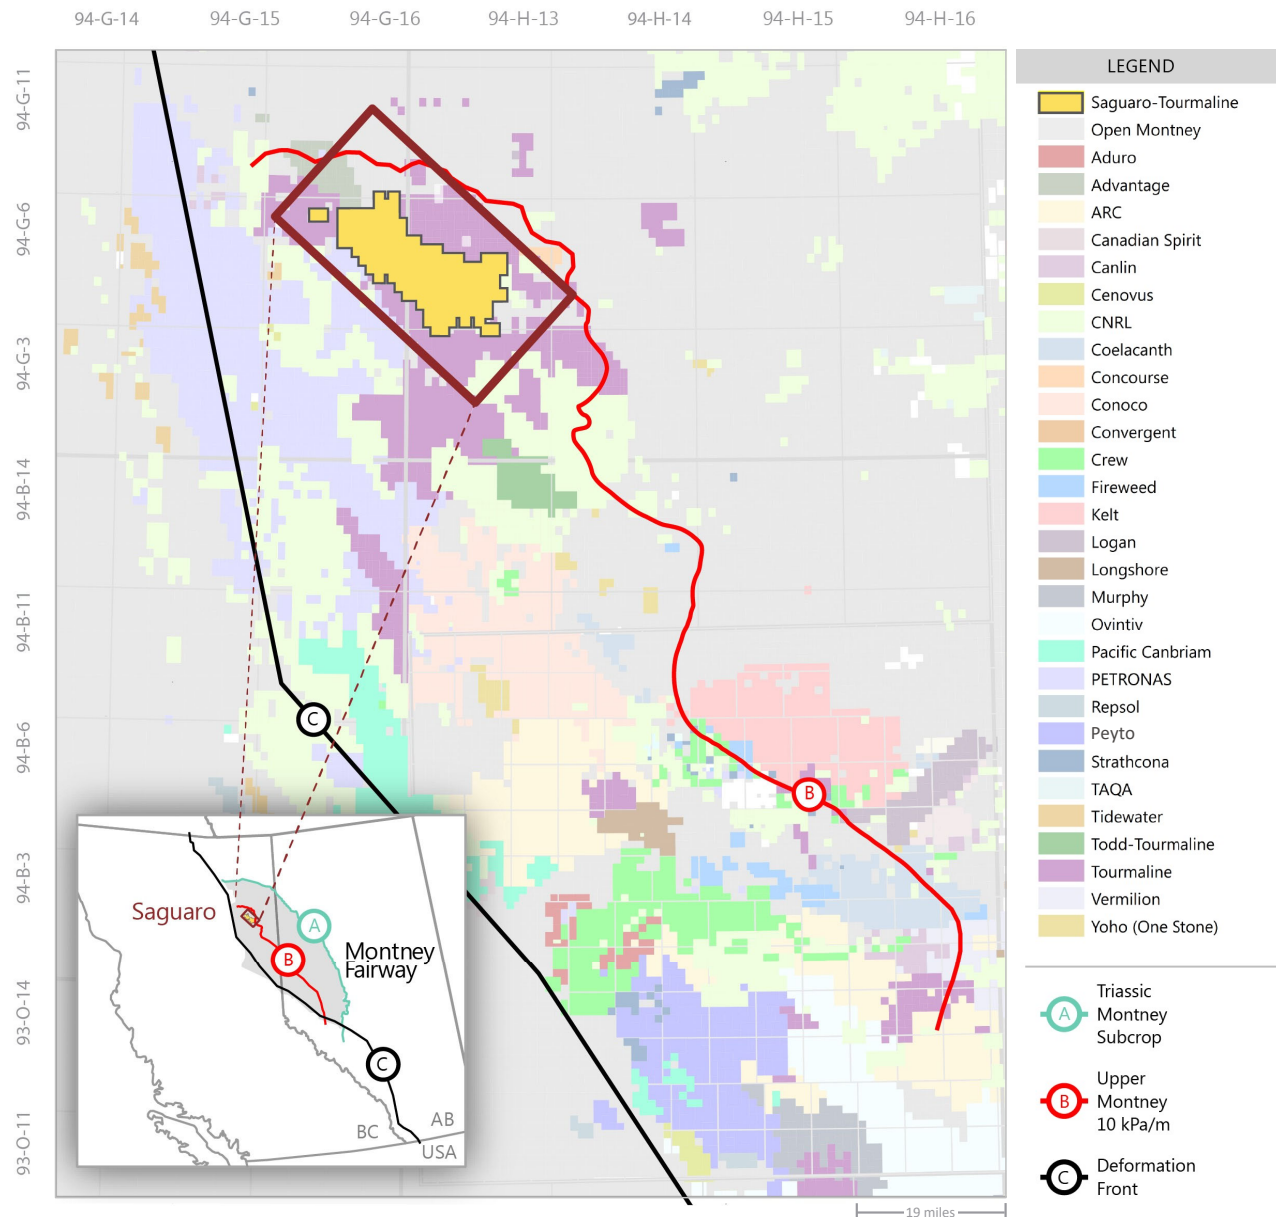 94-G-14 94-G-15 94-G-16 94-H-13 94-H-14 94-H-15 94-H-16
94-G-11
94-G-6
94-G-3
94-B-14
94-B-11
94-B-6
94-B-3
93-O-14
93-O-11
C
B
Saguaro
A
Montney
Fairway
B
C
BC
AB
USA
19 miles
LEGEND
Saguaro-Tourmaline
Open Montney
Aduro
Advantage
ARC
Canadian Spirit
Canlin
Cenovus
CNRL
Coelacanth
Concourse
Conoco
Convergent
Crew
Fireweed
Kelt
Logan
Longshore
Murphy
Ovintiv
Pacific Canbriam
PETRONAS
Repsol
Peyto
Strathcona
TAQA
Tidewater
Todd-Tourmaline
Tourmaline
Vermilion
Yoho (One Stone)
A
Triassic
Montney
Subcrop
B
Upper
Montney
10 kPa/m
C
Deformation
Front